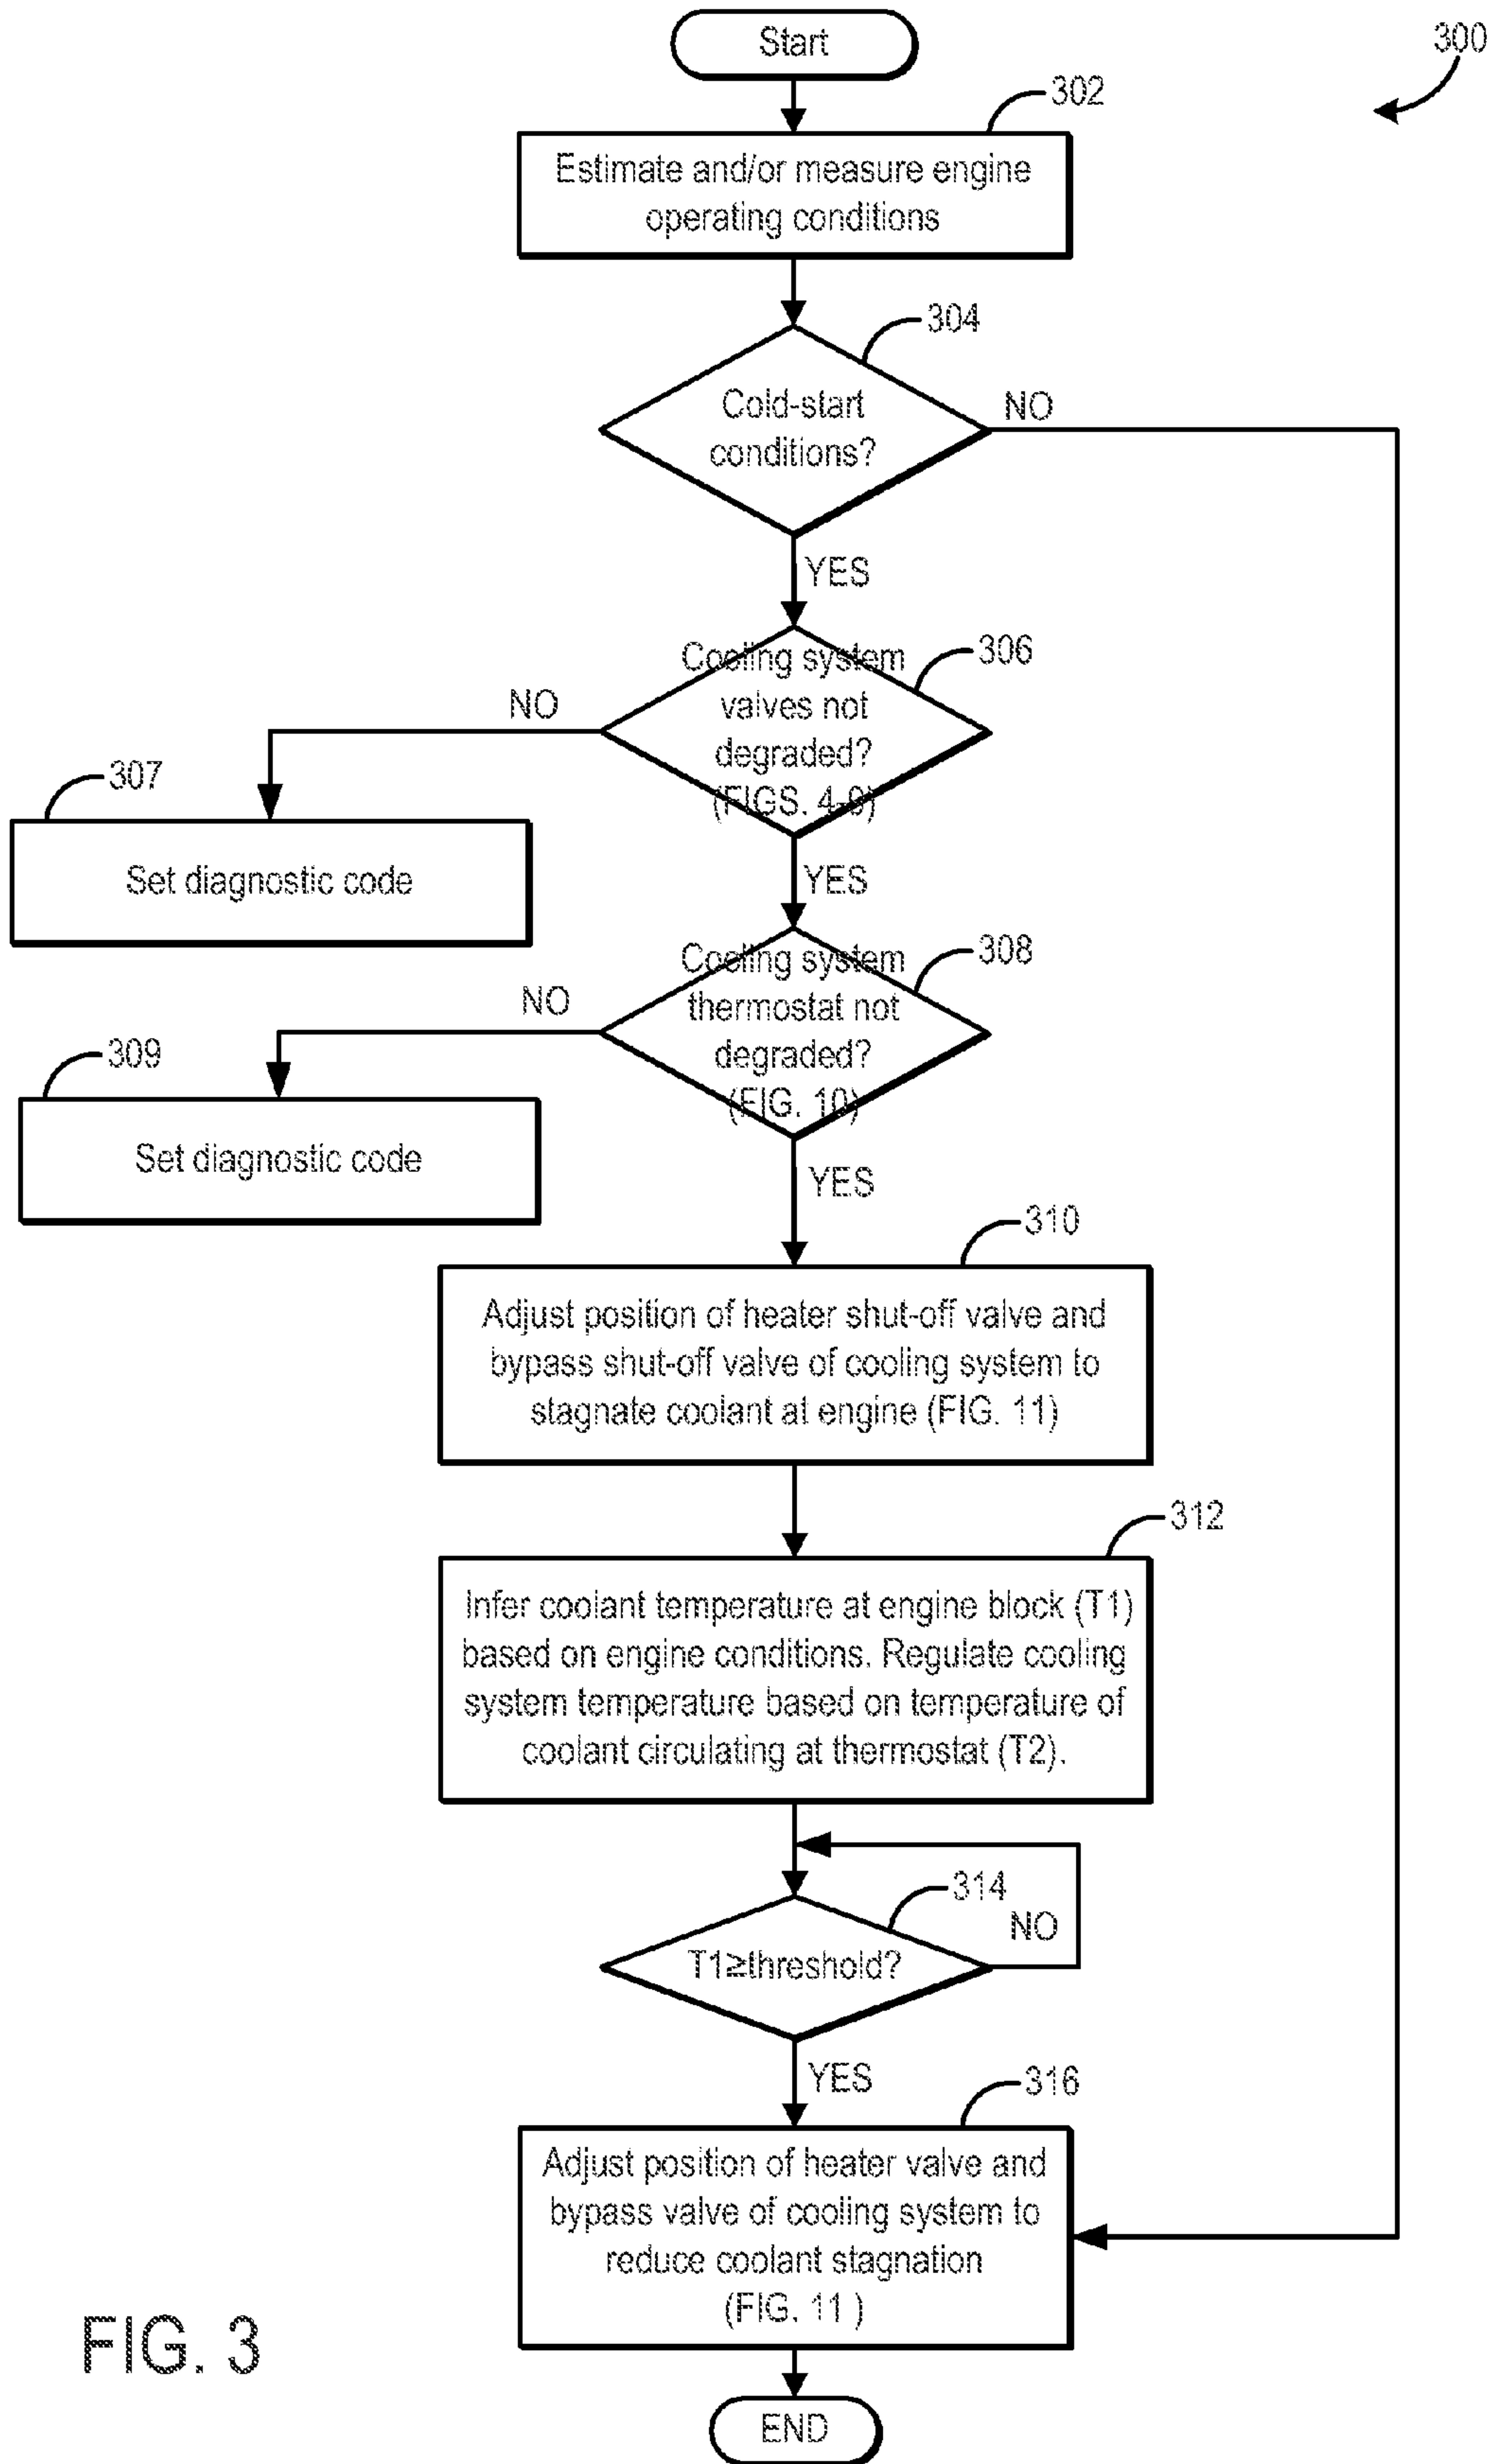 Start
300
302
Estimate and/or measure engine
operating conditions
304
Cold-start
conditions?
NO
YES
306
Cooling system
valves not
degraded?
(FIGS. 4-9)
NO
307
Set diagnostic code
YES
308
Cooling system
thermostat not
degraded?
(FIG. 10)
NO
309
Set diagnostic code
YES
310
Adjust position of heater shut-off valve and
bypass shut-off valve of cooling system to
stagnate coolant at engine (FIG. 11)
312
Infer coolant temperature at engine block (T1)
based on engine conditions. Regulate cooling
system temperature based on temperature of
coolant circulating at thermostat (T2).
314
NO
T1≥threshold?
YES
316
Adjust position of heater valve and
bypass valve of cooling system to
reduce coolant stagnation
(FIG. 11 )
FIG. 3
END